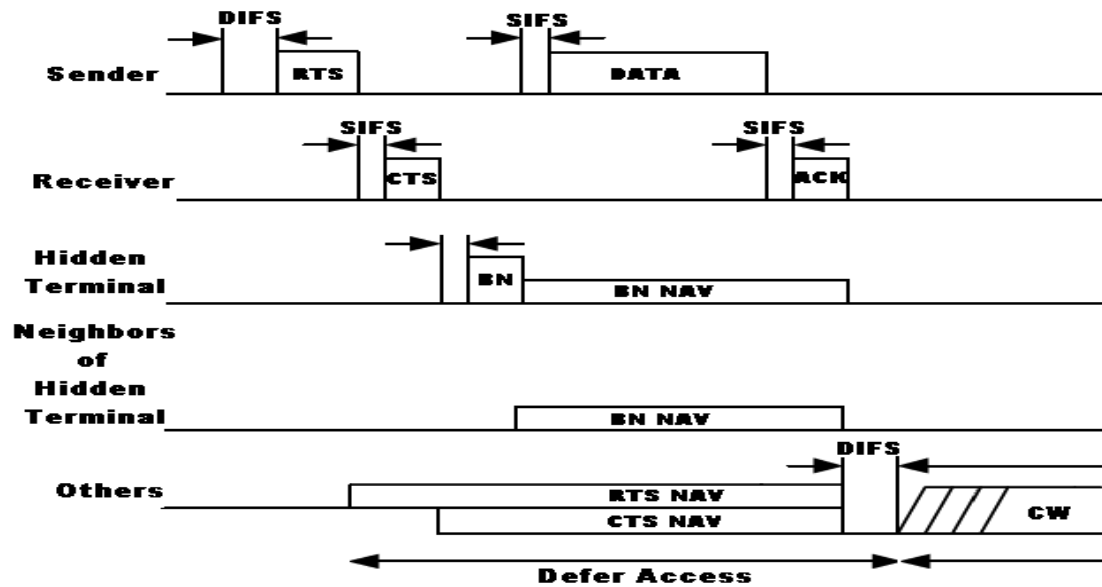 DIFS
SIFS
Sender
RTS
DATA
SIFS
SIFS
Receiver
CTS
ACK
Hidden
Terminal
BN
BN NAV
Neighbors
of
Hidden
Terminal
BN NAV
DIFS
Others
RTS NAV
CTS NAV
CW
Defer Access